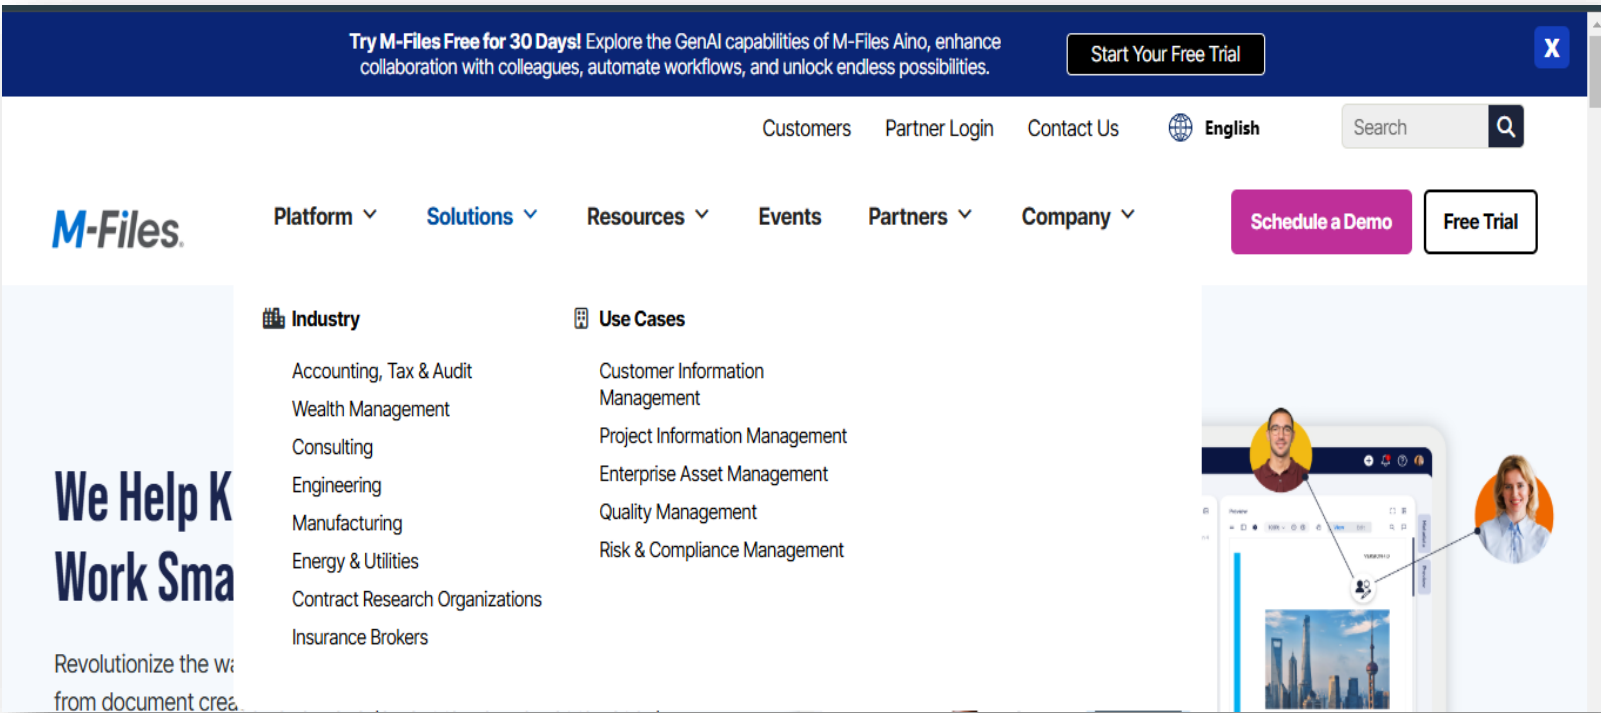 Try M-Files Free for 30 Days! Explore the GenAI capabilities of M-Files Aino, enhance
collaboration with colleagues, automate workflows, and unlock endless possibilities.
Start Your Free Trial
X
Customers
Partner Login
Contact Us
English
Search
M-Files.
Platform
Solutions
Resources
Events
Partners
Company
Schedule a Demo
Free Trial
Industry
Accounting, Tax & Audit
Wealth Management
Consulting
Engineering
Manufacturing
Energy & Utilities
Contract Research Organizations
Insurance Brokers
Use Cases
Customer Information
Management
Project Information Management
Enterprise Asset Management
Quality Management
Risk & Compliance Management
We Help K
Work Sma
Revolutionize the wa
from document crea
Preview
Metadata
Preview